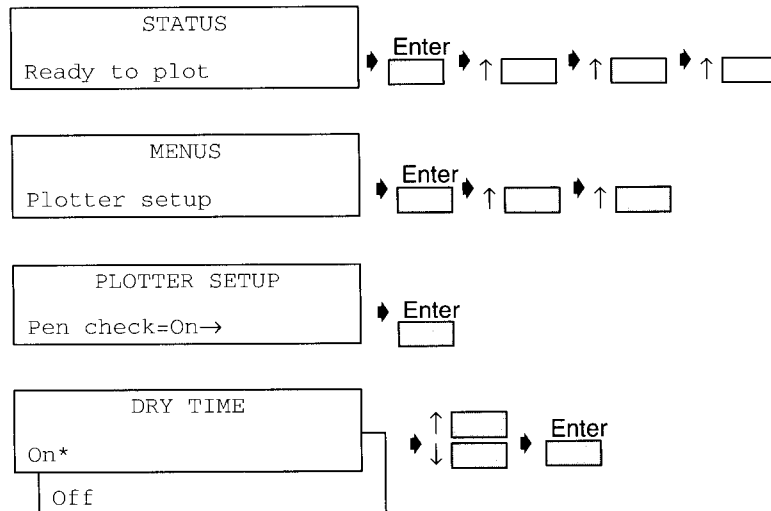 STATUS
Ready to plot
Enter
↑ ↑ ↑
MENUS
Plotter setup
Enter
↑ ↑
PLOTTER SETUP
Pen check=On→
Enter
DRY TIME
On*
Off
↑
↓
Enter